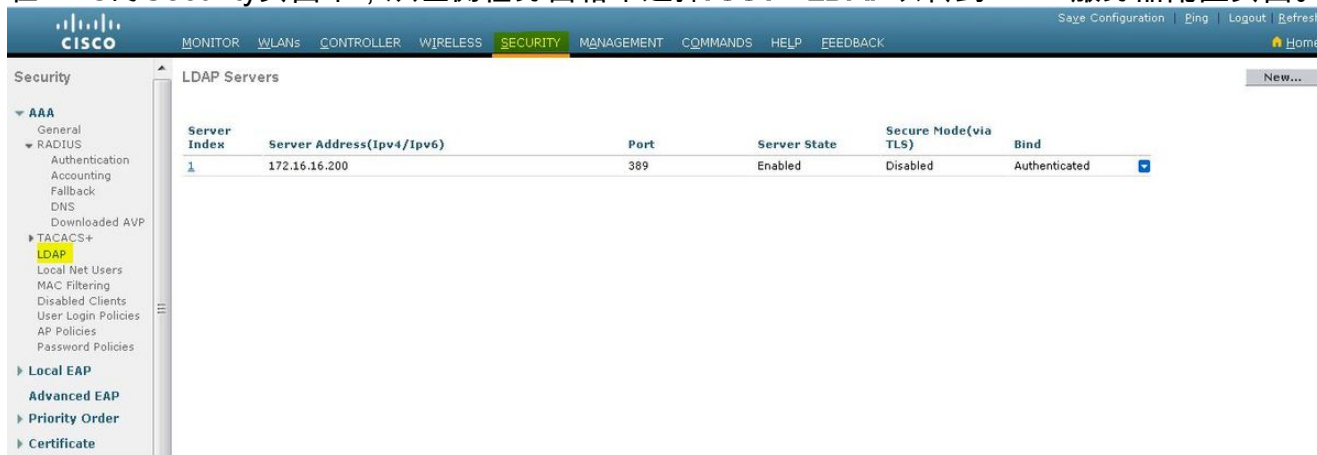 Save Configuration | Ping | Logout | Refresh
CISCO
MONITOR WLANs CONTROLLER WIRELESS SECURITY MANAGEMENT COMMANDS HELP FEEDBACK
Home
Security
AAA
General
RADIUS
Authentication
Accounting
Fallback
DNS
Downloaded AVP
TACACS+
LDAP
Local Net Users
MAC Filtering
Disabled Clients
User Login Policies
AP Policies
Password Policies
Local EAP
Advanced EAP
Priority Order
Certificate
LDAP Servers
New...
Server Index Server Address(Ipv4/Ipv6) Port Server State Secure Mode(via TLS) Bind
1 172.16.16.200 389 Enabled Disabled Authenticated